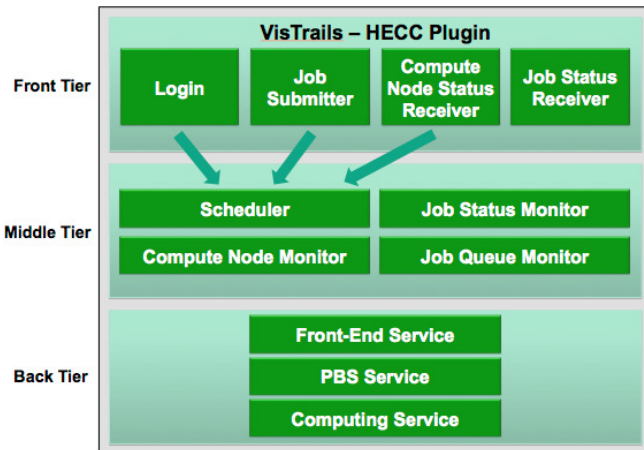 VisTrails – HECC Plugin
Front Tier
Login
Job
Submitter
Compute
Node Status
Receiver
Job Status
Receiver
Middle Tier
Scheduler
Job Status Monitor
Compute Node Monitor
Job Queue Monitor
Back Tier
Front-End Service
PBS Service
Computing Service